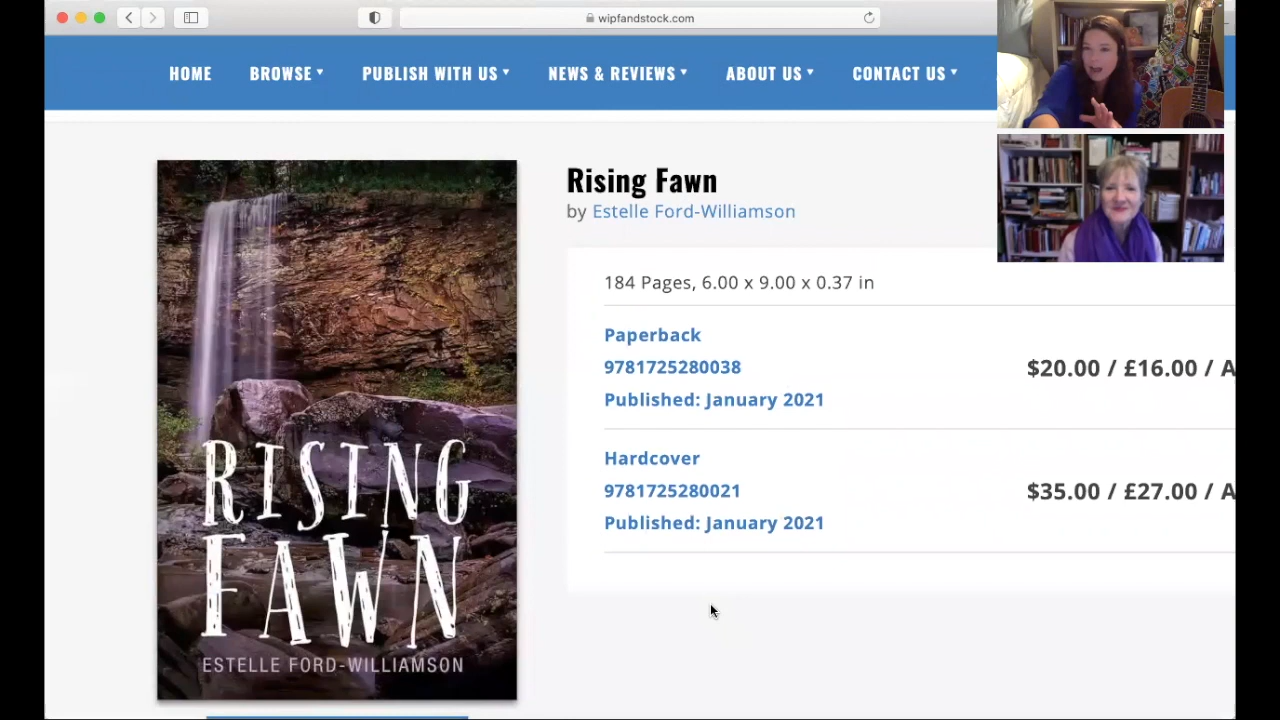 wipfandstock.com
HOME BROWSE PUBLISH WITH US NEWS & REVIEWS ABOUT US CONTACT US
Rising Fawn
by Estelle Ford-Williamson
184 Pages, 6.00 x 9.00 x 0.37 in
Paperback
9781725280038
$20.00 / £16.00 / A
Published: January 2021
Hardcover
9781725280021
$35.00 / £27.00 / A
Published: January 2021
RISING
FAWN
ESTELLE FORD-WILLIAMSON